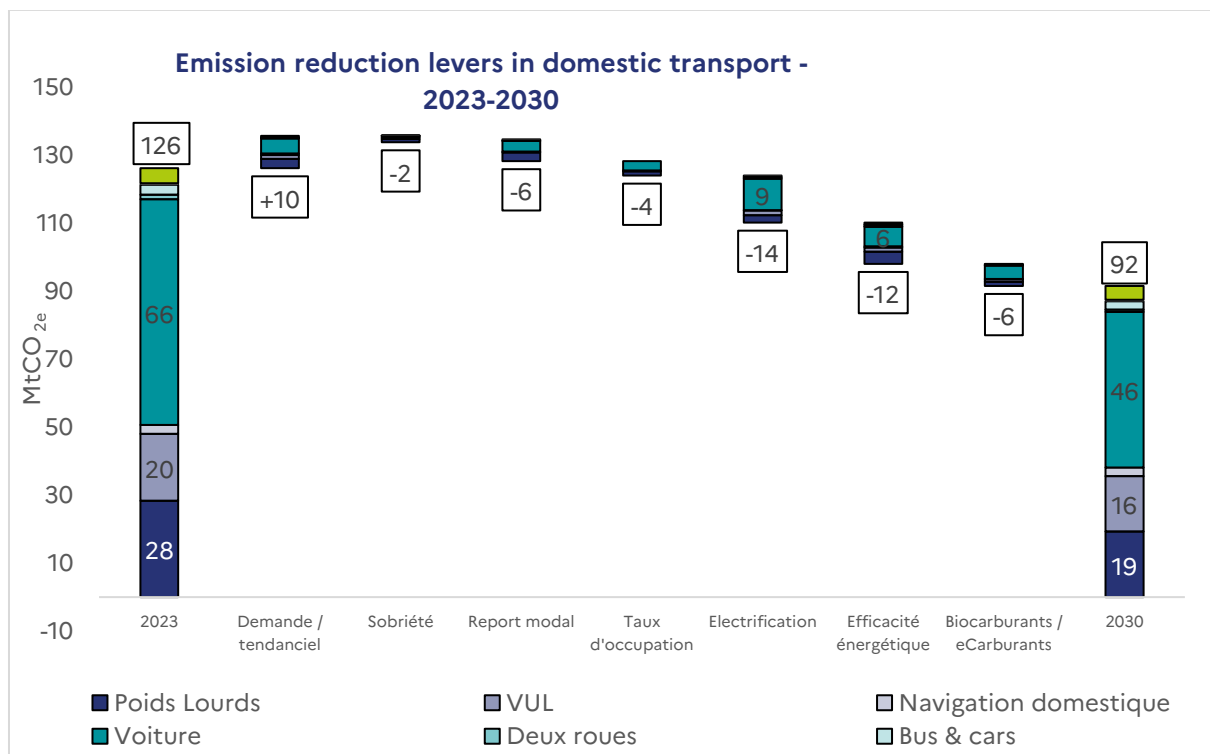 Emission reduction levers in domestic transport -
2023-2030
MtCO2e
150
130
110
90
70
50
30
10
-10
126
66
20
28
+10
-2
-6
-4
9
-14
6
-12
-6
92
46
16
19
2023
Demande /
tendanciel
Sobriété
Report modal
Taux
d'occupation
Electrification
Efficacité
énergétique
Biocarburants /
eCarburants
2030
Poids Lourds
VUL
Navigation domestique
Voiture
Deux roues
Bus & cars